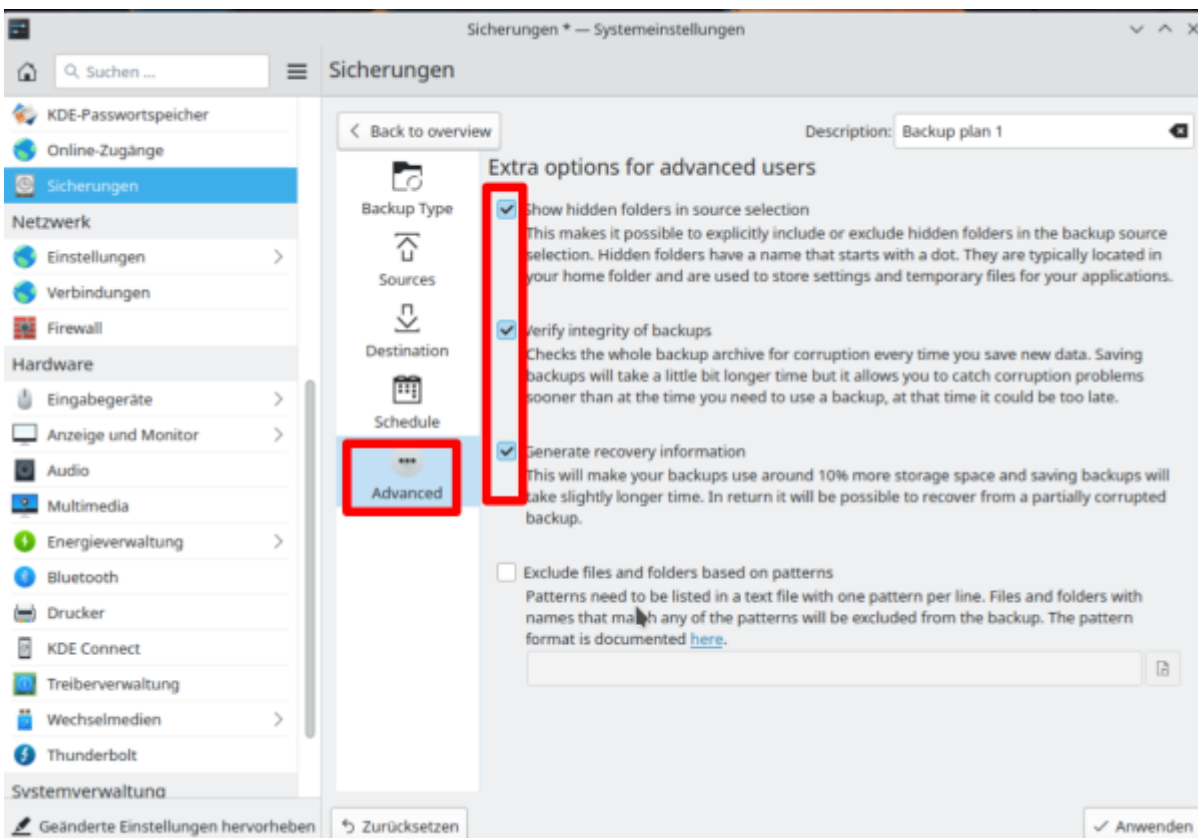 Sicherungen * — Systemeinstellungen
Suchen ...
Sicherungen
KDE-Passwortspeicher
Online-Zugänge
Sicherungen
Netzwerk
Einstellungen
Verbindungen
Firewall
Hardware
Eingabegeräte
Anzeige und Monitor
Audio
Multimedia
Energieverwaltung
Bluetooth
Drucker
KDE Connect
Treiberverwaltung
Wechselmedien
Thunderbolt
Systemverwaltung
Geänderte Einstellungen hervorheben
Back to overview
Description: Backup plan 1
Backup Type
Sources
Destination
Schedule
Advanced
Extra options for advanced users
Show hidden folders in source selection
This makes it possible to explicitly include or exclude hidden folders in the backup source
selection. Hidden folders have a name that starts with a dot. They are typically located in
your home folder and are used to store settings and temporary files for your applications.
Verify integrity of backups
Checks the whole backup archive for corruption every time you save new data. Saving
backups will take a little bit longer time but it allows you to catch corruption problems
sooner than at the time you need to use a backup, at that time it could be too late.
Generate recovery information
This will make your backups use around 10% more storage space and saving backups will
take slightly longer time. In return it will be possible to recover from a partially corrupted
backup.
Exclude files and folders based on patterns
Patterns need to be listed in a text file with one pattern per line. Files and folders with
names that match any of the patterns will be excluded from the backup. The pattern
format is documented here.
Zurücksetzen
Anwenden